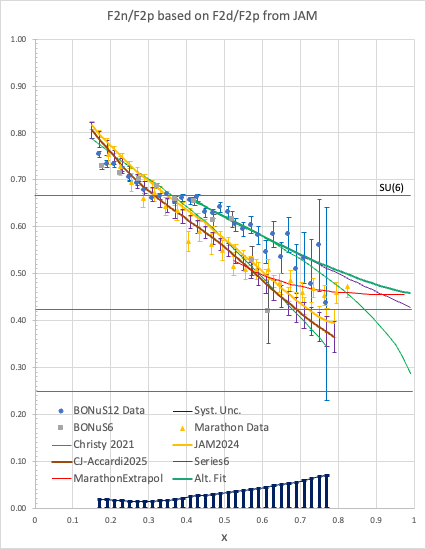 F2n/F2p based on F2d/F2p from JAM
1.00
0.90
0.80
0.70
SU(6)
0.60
0.50
0.40
0.30
0.20
BONuS12 Data Syst. Unc.
BONuS6 Marathon Data
Christy 2021 JAM2024
CJ-Accardi2025 Series6
MarathonExtrapol Alt. Fit
0.10
0.00
0 0.1 0.2 0.3 0.4 0.5 0.6 0.7 0.8 0.9 1
x